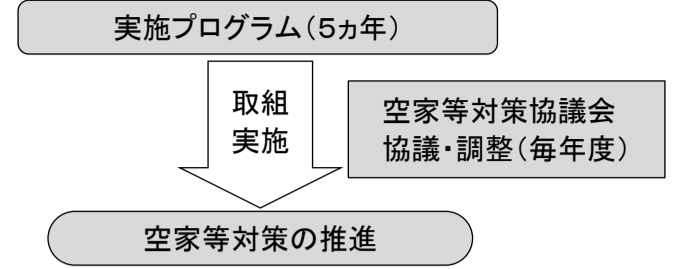 実施プログラム（5ヵ年）
取組
実施
空家等対策協議会
協議・調整（毎年度）
空家等対策の推進